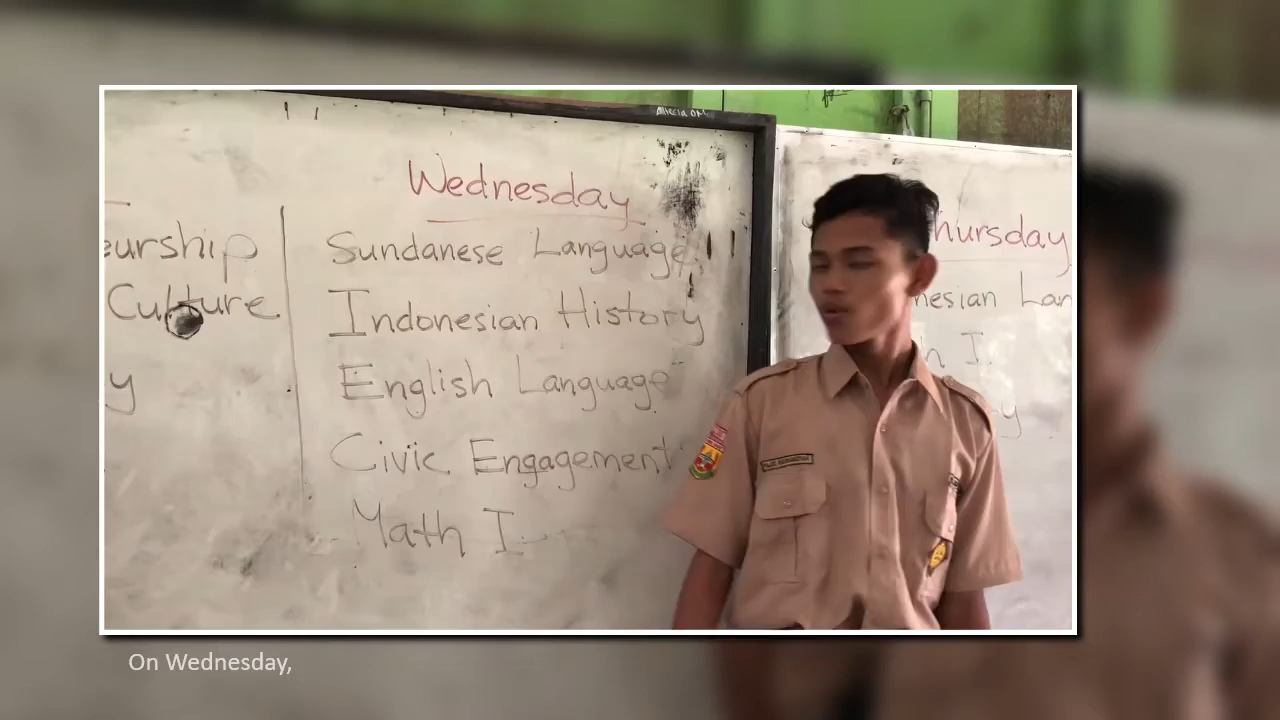 Wednesday
Sundanese Language
Indonesian History
English Language
Civic Engagement
Math I
eurship
Culture
y
hursday
nesian Lan
h I.
y
On Wednesday,